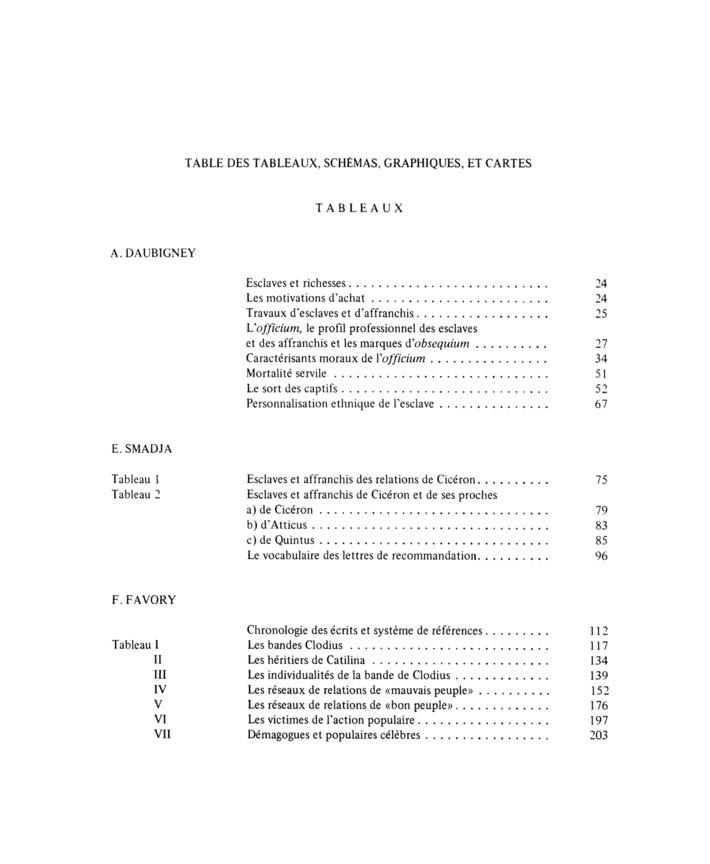 TABLE DES TABLEAUX, SCHÉMAS, GRAPHIQUES, ET CARTES
TABLEAUX
A. DAUBIGNEY
Esclaves et richesses . . . . . . . . . . . . . . . . . . . . . . . . . . . 24
Les motivations d'achat . . . . . . . . . . . . . . . . . . . . . . . . 24
Travaux d'esclaves et d'affranchis . . . . . . . . . . . . . . . . . . 25
L'officium, le profil professionnel des esclaves
et des affranchis et les marques d'obsequium . . . . . . . . . . 27
Caractérisants moraux de l'officium . . . . . . . . . . . . . . . . 34
Mortalité servile . . . . . . . . . . . . . . . . . . . . . . . . . . . . . 51
Le sort des captifs . . . . . . . . . . . . . . . . . . . . . . . . . . . . 52
Personnalisation ethnique de l'esclave . . . . . . . . . . . . . . . 67
E. SMADJA
Tableau 1 Esclaves et affranchis des relations de Cicéron . . . . . . . . . . 75
Tableau 2 Esclaves et affranchis de Cicéron et de ses proches
a) de Cicéron . . . . . . . . . . . . . . . . . . . . . . . . . . . . . . . 79
b) d'Atticus . . . . . . . . . . . . . . . . . . . . . . . . . . . . . . . . 83
c) de Quintus . . . . . . . . . . . . . . . . . . . . . . . . . . . . . . . 85
Le vocabulaire des lettres de recommandation . . . . . . . . . . 96
F. FAVORY
Chronologie des écrits et système de références . . . . . . . . . 112
Tableau I Les bandes Clodius . . . . . . . . . . . . . . . . . . . . . . . . . . . 117
II Les héritiers de Catilina . . . . . . . . . . . . . . . . . . . . . . . . 134
III Les individualités de la bande de Clodius . . . . . . . . . . . . . 139
IV Les réseaux de relations de «mauvais peuple» . . . . . . . . . . 152
V Les réseaux de relations de «bon peuple» . . . . . . . . . . . . . 176
VI Les victimes de l'action populaire . . . . . . . . . . . . . . . . . . 197
VII Démagogues et populaires célèbres . . . . . . . . . . . . . . . . . 203